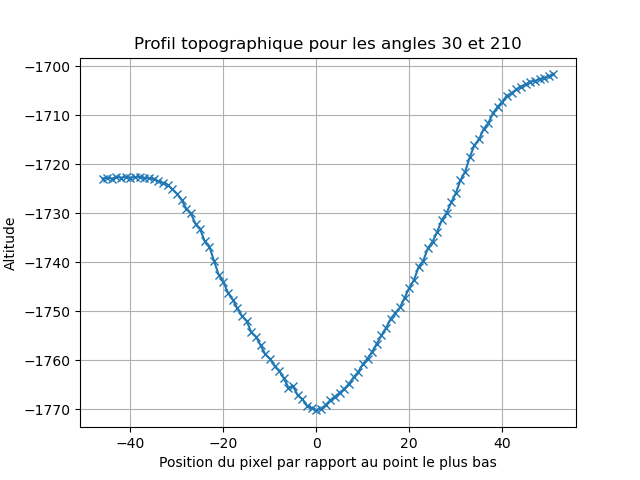 Profil topographique pour les angles 30 et 210
−1700
−1710
−1720
−1730
−1740
−1750
−1760
−1770
Altitude
−40 −20 0 20 40
Position du pixel par rapport au point le plus bas